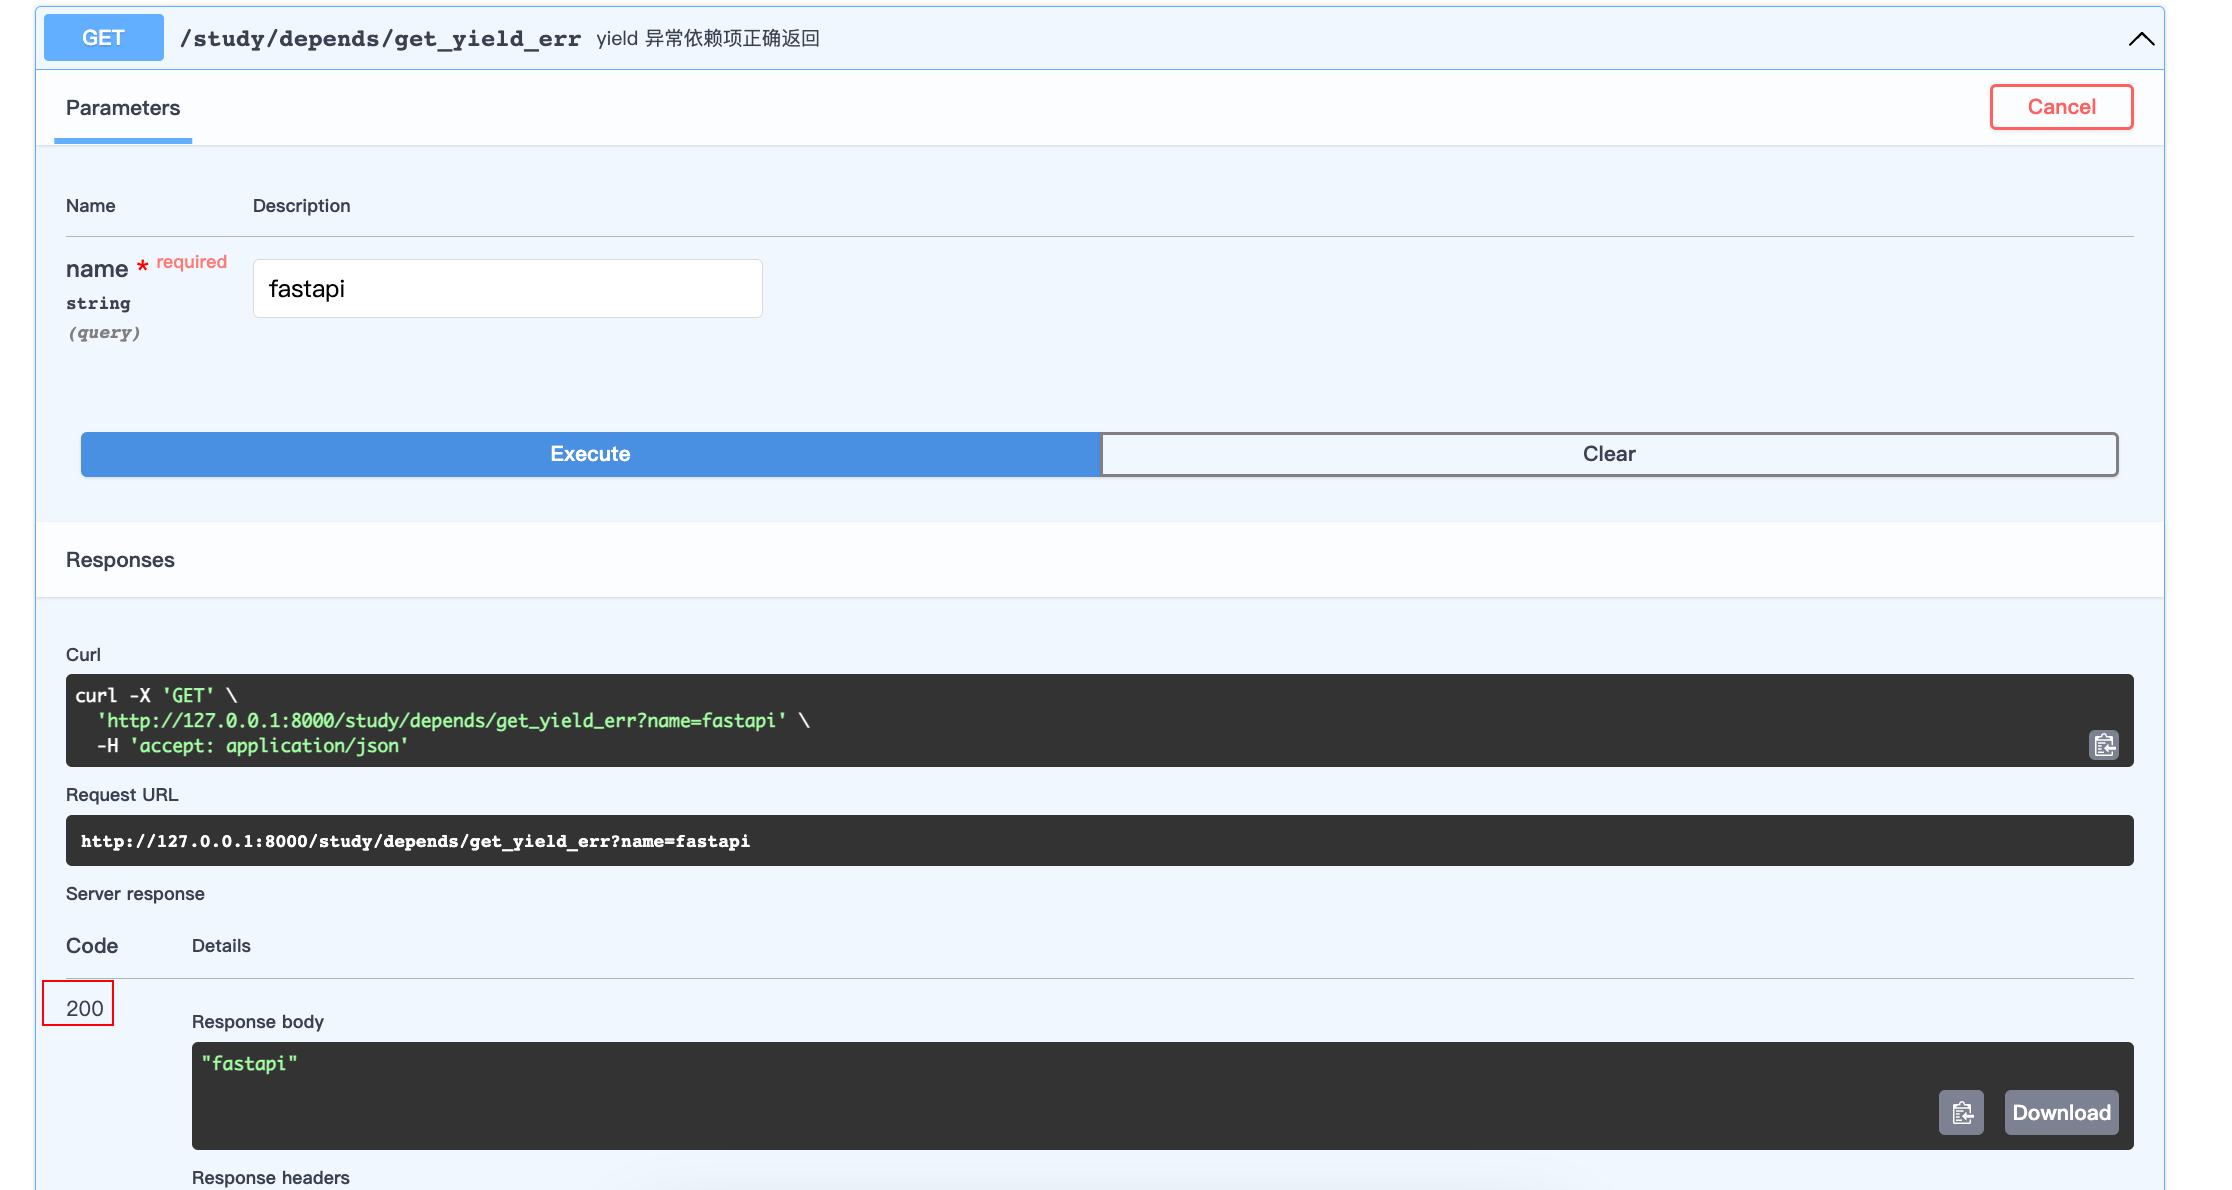 GET /study/depends/get_yield_err yield 异常依赖项正确返回
Parameters
Cancel
Name Description
name * required
string
(query)
fastapi
Execute
Clear
Responses
Curl
curl -X 'GET' \
'http://127.0.0.1:8000/study/depends/get_yield_err?name=fastapi' \
-H 'accept: application/json'
Request URL
http://127.0.0.1:8000/study/depends/get_yield_err?name=fastapi
Server response
Code Details
200
Response body
"fastapi"
Download
Response headers